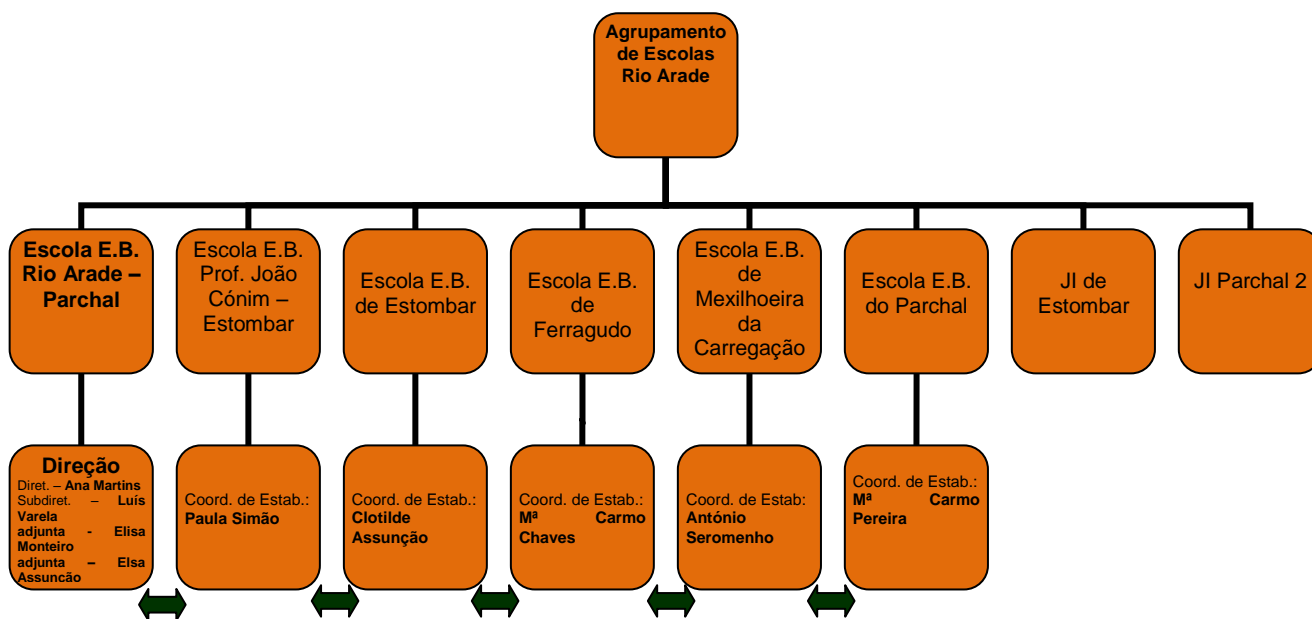 Agrupamento
de Escolas
Rio Arade
Escola E.B.
Rio Arade –
Parchal
Escola E.B.
Prof. João
Cónim –
Estombar
Escola E.B.
de Estombar
Escola E.B.
de
Ferragudo
Escola E.B.
de
Mexilhoeira
da
Carregação
Escola E.B.
do Parchal
JI de
Estombar
JI Parchal 2
Direção
Diret. – Ana Martins
Subdiret. – Luís
Varela
adjunta - Elisa
Monteiro
adjunta – Elsa
Assunção
Coord. de Estab.:
Paula Simão
Coord. de Estab.:
Clotilde
Assunção
Coord. de Estab.:
Mª Carmo
Chaves
Coord. de Estab:
António
Seromenho
Coord. de Estab.:
Mª Carmo
Pereira